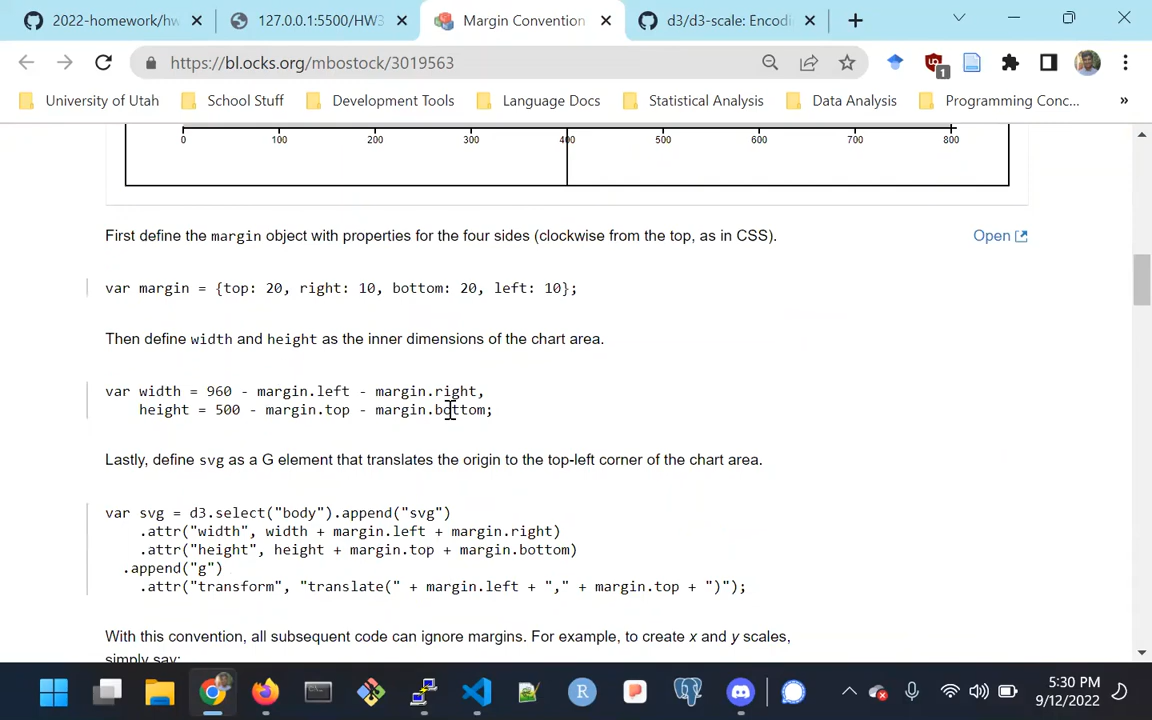 2022-homework/hw
127.0.0.1:5500/HW3
Margin Convention
d3/d3-scale: Encodi
https://bl.ocks.org/mbostock/3019563
1
University of Utah
School Stuff
Development Tools
Language Docs
Statistical Analysis
Data Analysis
Programming Conc...
»
0 100 200 300 400 500 600 700 800
First define the margin object with properties for the four sides (clockwise from the top, as in CSS).
Open
var margin = {top: 20, right: 10, bottom: 20, left: 10};
Then define width and height as the inner dimensions of the chart area.
var width = 960 - margin.left - margin.right,
height = 500 - margin.top - margin.bottom;
Lastly, define svg as a G element that translates the origin to the top-left corner of the chart area.
var svg = d3.select("body").append("svg")
.attr("width", width + margin.left + margin.right)
.attr("height", height + margin.top + margin.bottom)
.append("g")
.attr("transform", "translate(" + margin.left + "," + margin.top + ")");
With this convention, all subsequent code can ignore margins. For example, to create x and y scales,
simply say:
R
5:30 PM
9/12/2022